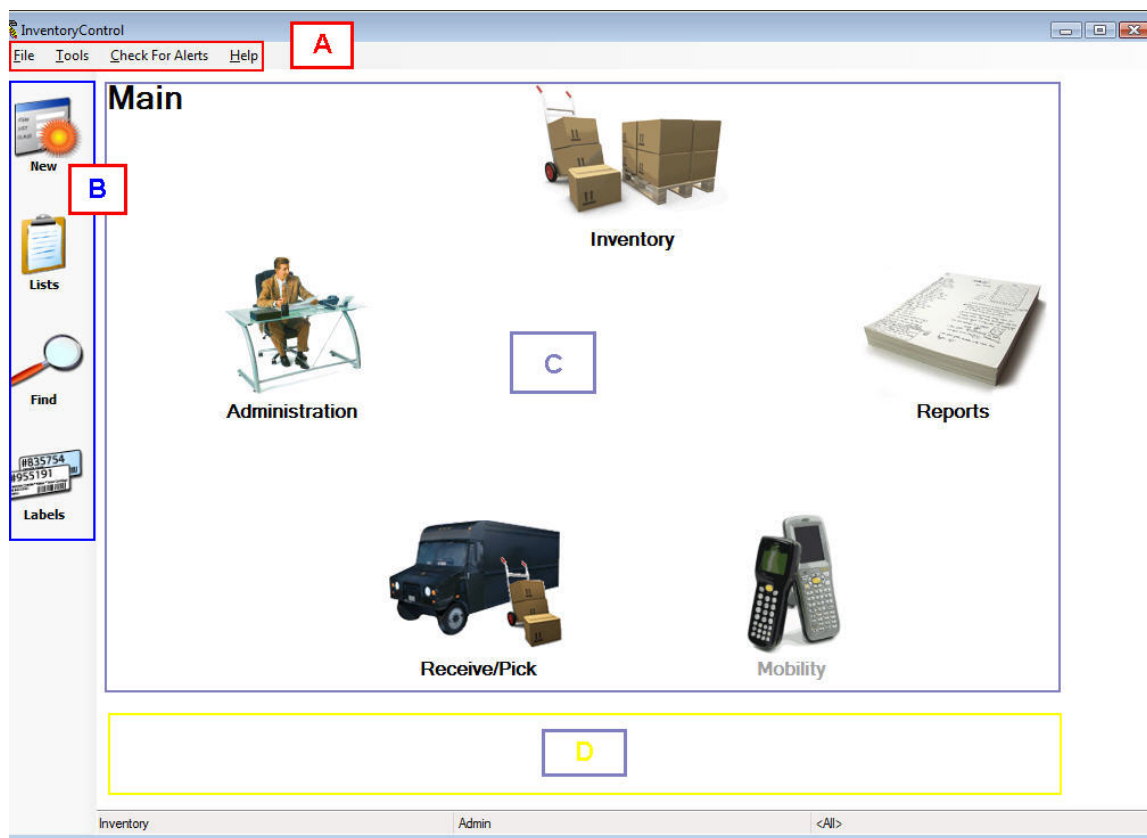 InventoryControl
File Tools Check For Alerts Help
A
Main
New
B
Lists
Find
#835754
#955191
Labels
Inventory
Administration
C
Reports
Receive/Pick
Mobility
D
Inventory Admin <All>